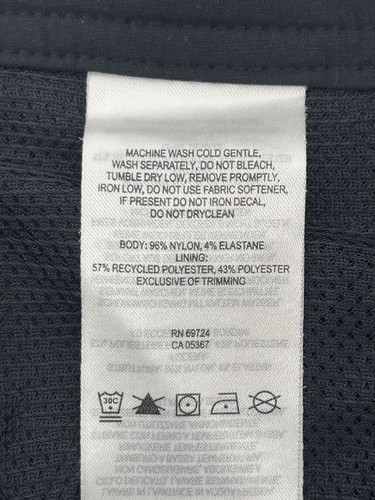 MACHINE WASH COLD GENTLE,
WASH SEPARATELY, DO NOT BLEACH,
TUMBLE DRY LOW, REMOVE PROMPTLY,
IRON LOW, DO NOT USE FABRIC SOFTENER,
IF PRESENT DO NOT IRON DECAL,
DO NOT DRYCLEAN
BODY: 96% NYLON, 4% ELASTANE
LINING:
57% RECYCLED POLYESTER, 43% POLYESTER
EXCLUSIVE OF TRIMMING
RN 69724
CA 05367
30C